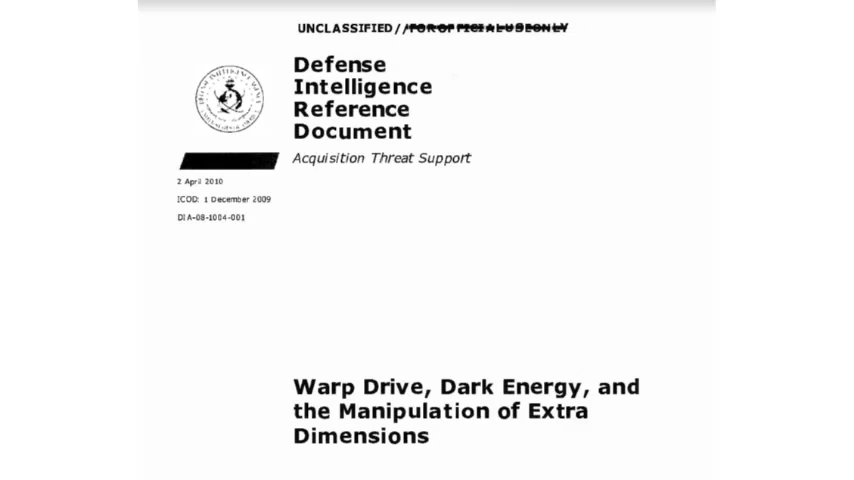 UNCLASSIFIED//FOR OFFICIAL USE ONLY
Defense
Intelligence
Reference
Document
Acquisition Threat Support
2 April 2010
ICOD: 1 December 2009
DIA-08-1004-001
Warp Drive, Dark Energy, and
the Manipulation of Extra
Dimensions